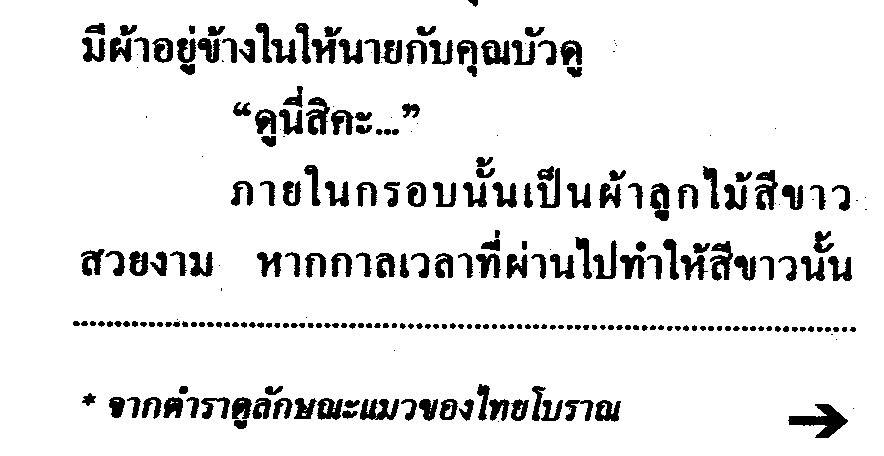 มีผ้าอยู่ข้างในให้นายกับคุณบัวดู
“ดูนี่สิคะ...”
ภายในกรอบนั้นเป็นผ้าลูกไม้สีขาว
สวยงาม หากกาลเวลาที่ผ่านไปทำให้สีขาวนั้น
* จากตำราดูลักษณะแมวของไทยโบราณ